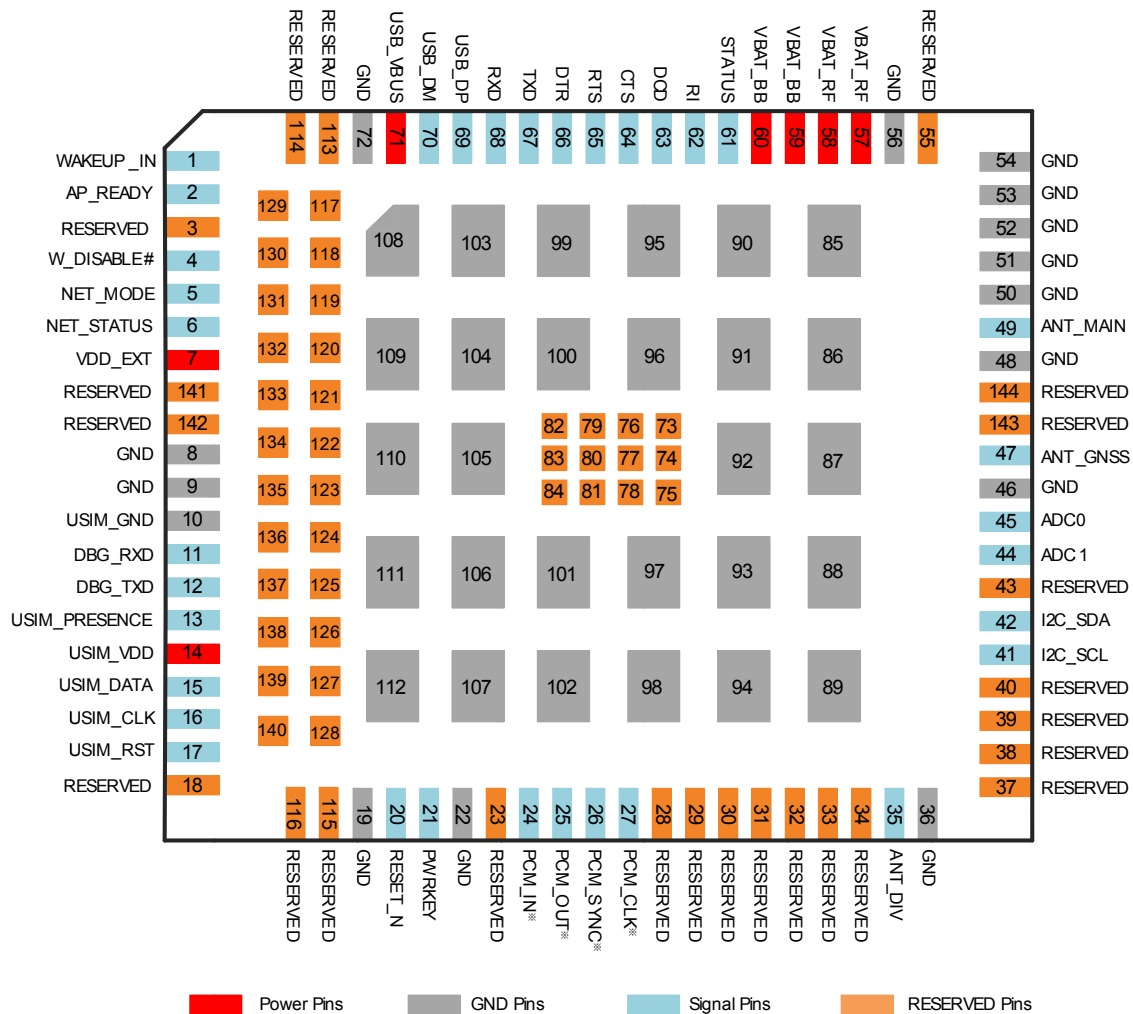 RESERVED
RESERVED
GND
USB_VBUS
USB_DM
USB_DP
RXD
TXD
DTR
RTS
CTS
DCD
RI
STATUS
VBAT_BB
VBAT_BB
VBAT_RF
VBAT_RF
GND
RESERVED
114
113
72
71
70
69
68
67
66
65
64
63
62
61
60
59
58
57
56
55
WAKEUP_IN 1
AP_READY 2
RESERVED 3
W_DISABLE# 4
NET_MODE 5
NET_STATUS 6
VDD_EXT 7
RESERVED 141
RESERVED 142
GND 8
GND 9
USIM_GND 10
DBG_RXD 11
DBG_TXD 12
USIM_PRESENCE 13
USIM_VDD 14
USIM_DATA 15
USIM_CLK 16
USIM_RST 17
RESERVED 18
129 117
130 118
131 119
132 120
133 121
134 122
135 123
136 124
137 125
138 126
139 127
140 128
108 103 99 95 90 85
109 104 100 96 91 86
82 79 76 73
83 80 77 74
84 81 78 75
110 105 92 87
111 106 101 97 93 88
112 107 102 98 94 89
54 GND
53 GND
52 GND
51 GND
50 GND
49 ANT_MAIN
48 GND
144 RESERVED
143 RESERVED
47 ANT_GNSS
46 GND
45 ADC0
44 ADC1
43 RESERVED
42 I2C_SDA
41 I2C_SCL
40 RESERVED
39 RESERVED
38 RESERVED
37 RESERVED
116
115
19
20
21
22
23
24
25
26
27
28
29
30
31
32
33
34
35
36
RESERVED
RESERVED
GND
RESET_N
PWRKEY
GND
RESERVED
PCM_IN※
PCM_OUT※
PCM_SYNC※
PCM_CLK※
RESERVED
RESERVED
RESERVED
RESERVED
RESERVED
RESERVED
RESERVED
ANT_DIV
GND
Power Pins
GND Pins
Signal Pins
RESERVED Pins